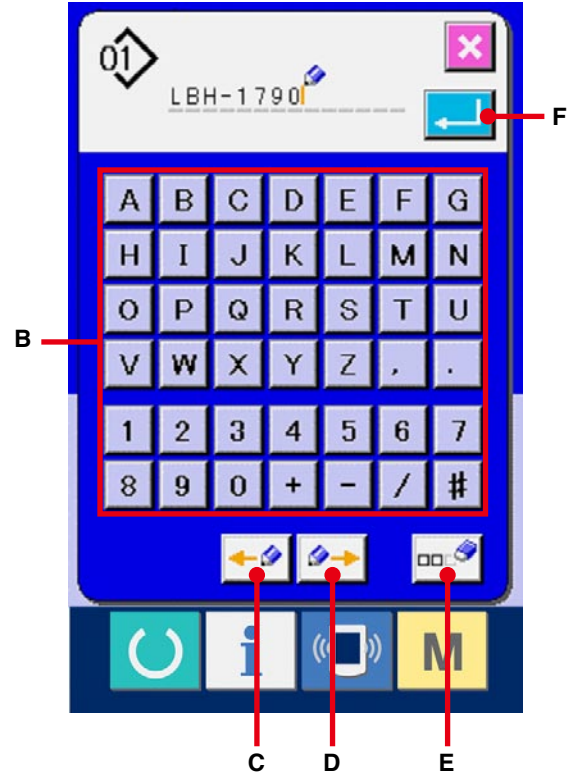 01
LBH-1790
F
A B C D E F G
H I J K L M N
O P Q R S T U
B
V W X Y Z , .
1 2 3 4 5 6 7
8 9 0 + - / #
i M
C D E